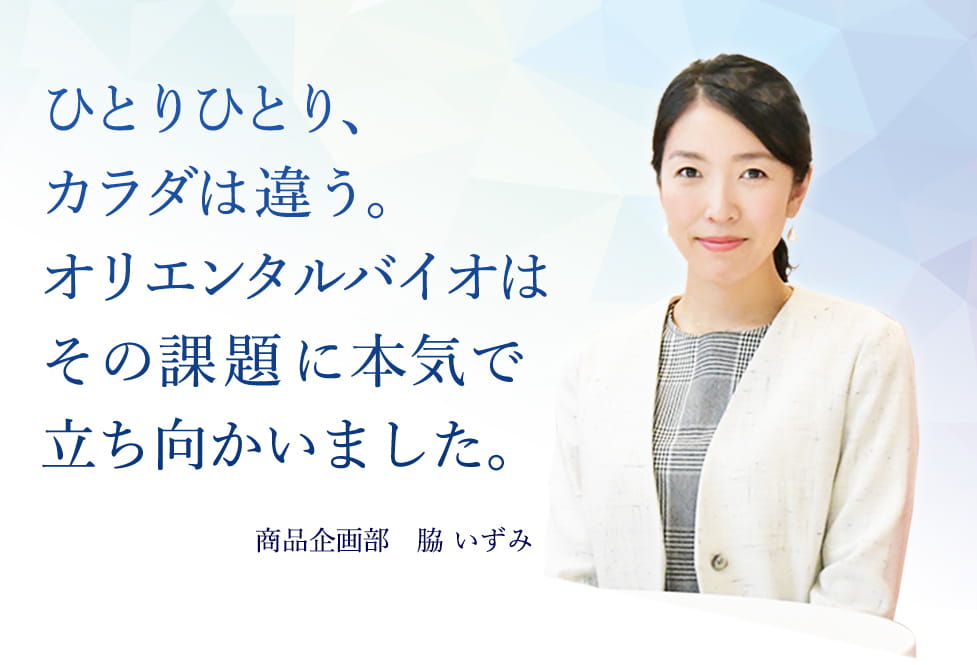 ひとりひとり、
カラダは違う。
オリエンタルバイオは
その課題に本気で
立ち向かいました。
商品企画部　脇 いずみ